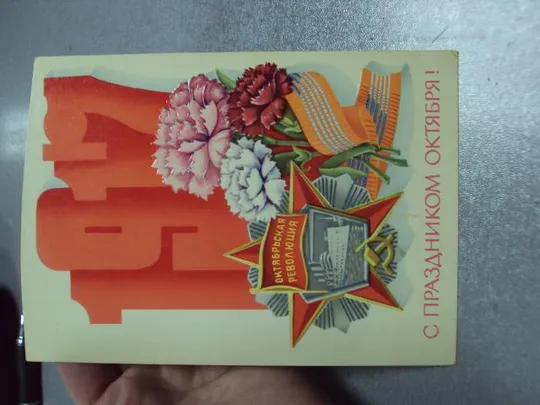 1917
ОКТЯБРЬСКАЯ
РЕВОЛЮЦИЯ
С ПРАЗДНИКОМ ОКТЯБРЯ!